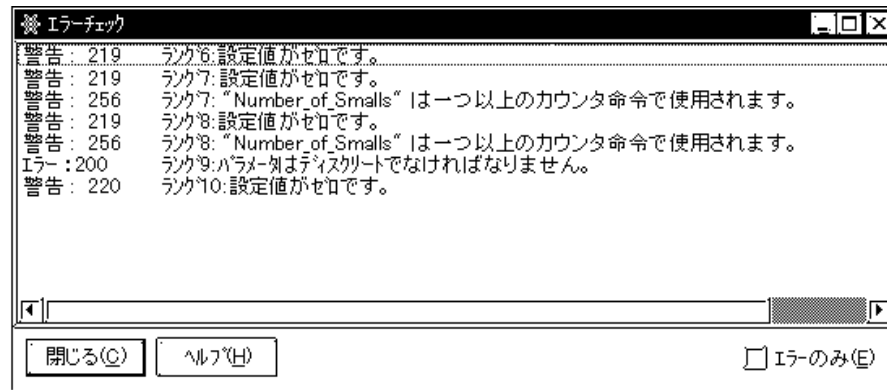 ｴﾗｰﾁｪｯｸ
警告: 219 ﾗﾝｸﾞ6:設定値がｾﾞﾛです。
警告: 219 ﾗﾝｸﾞ7:設定値がｾﾞﾛです。
警告: 256 ﾗﾝｸﾞ7: "Number_of_Smalls" は一つ以上のカウンタ命令で使用されます。
警告: 219 ﾗﾝｸﾞ8:設定値がｾﾞﾛです。
警告: 256 ﾗﾝｸﾞ8: "Number_of_Smalls" は一つ以上のカウンタ命令で使用されます。
ｴﾗｰ :200 ﾗﾝｸﾞ9:ﾊﾟﾗﾒｰﾀはﾃﾞｨｽｸﾘｰﾄでなければなりません。
警告: 220 ﾗﾝｸﾞ10:設定値がｾﾞﾛです。
閉じる(C) ﾍﾙﾌﾟ(H) ｴﾗｰのみ(E)